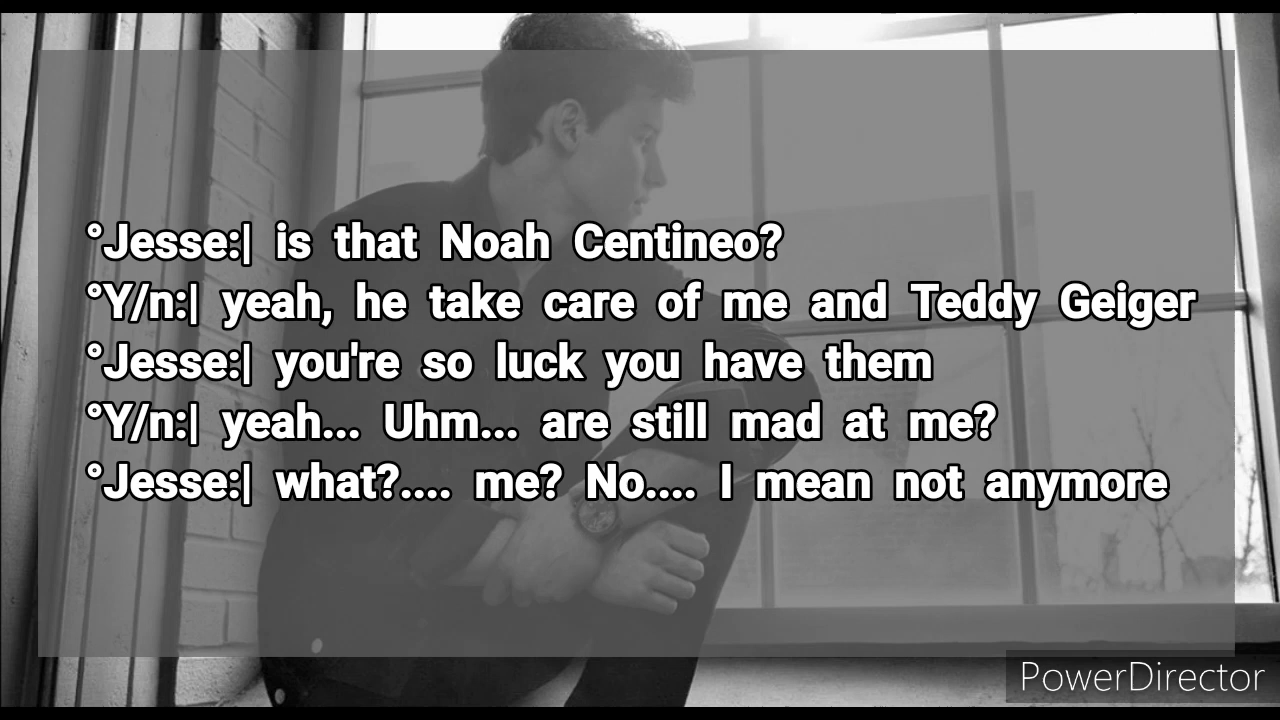 °Jesse:| is that Noah Centineo?
°Y/n:| yeah, he take care of me and Teddy Geiger
°Jesse:| you're so luck you have them
°Y/n:| yeah... Uhm... are still mad at me?
°Jesse:| what?.... me? No.... I mean not anymore
PowerDirector